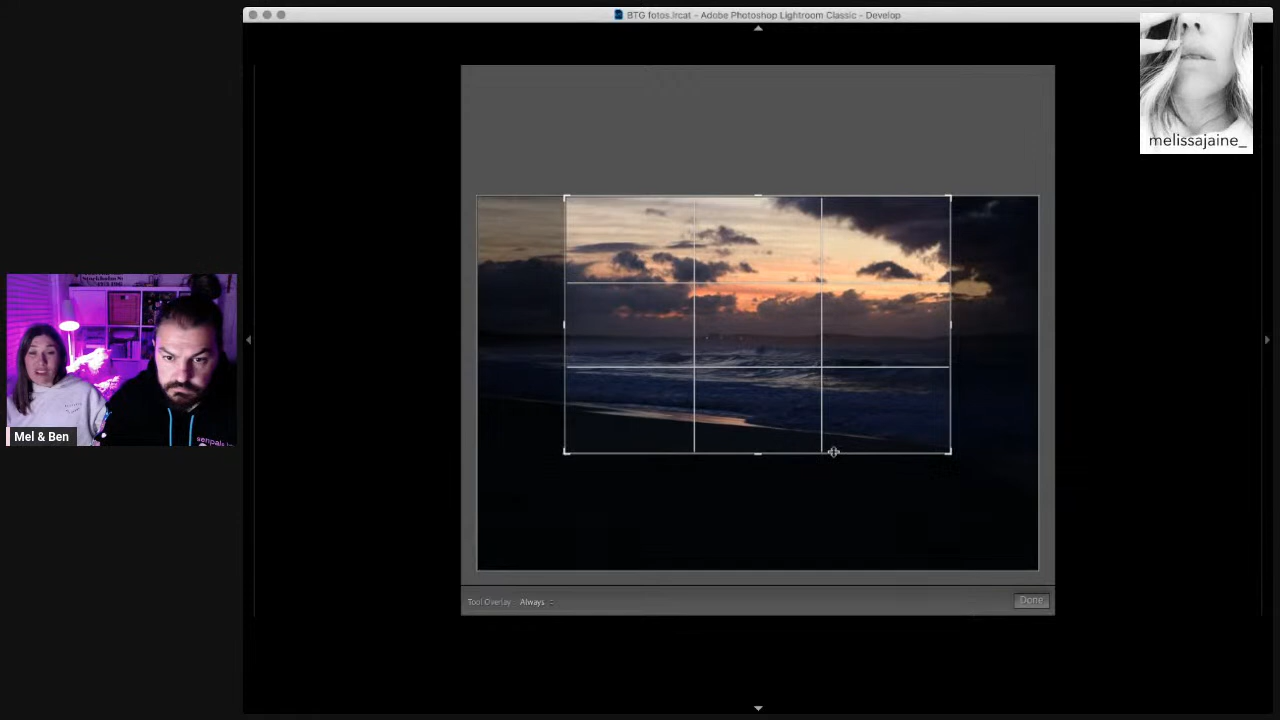 BTG fotos.lrcat - Adobe Photoshop Lightroom Classic - Develop
melissajaine_
Mel & Ben
Tool Overlay: Always
Done